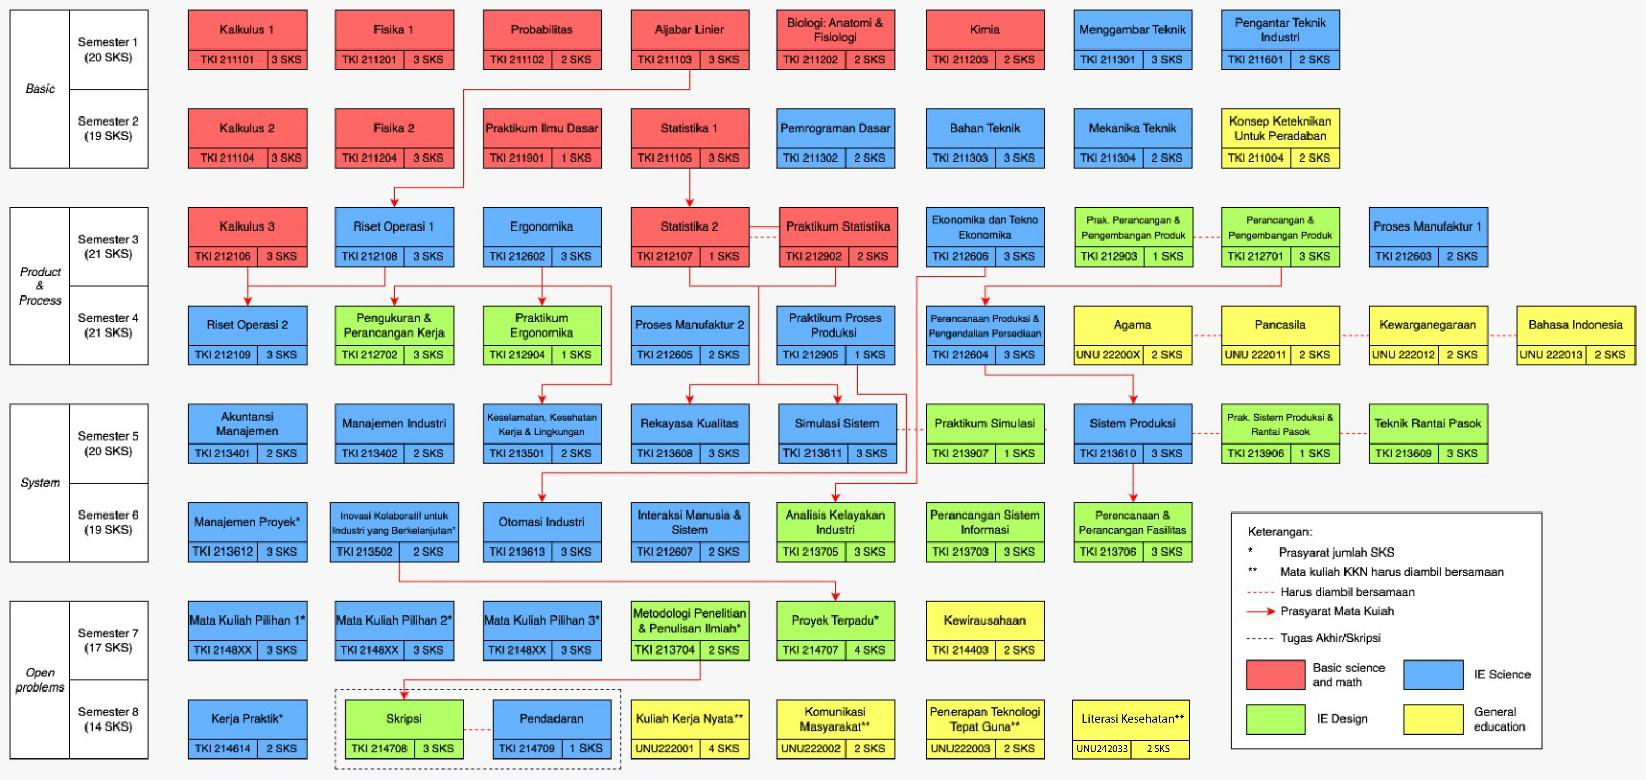 Basic
Semester 1
(20 SKS)
Kalkulus 1
TKI 211101 3 SKS
Fisika 1
TKI 211201 3 SKS
Probabilitas
TKI 211102 2 SKS
Aljabar Linier
TKI 211103 3 SKS
Biologi: Anatomi &
Fisiologi
TKI 211202 2 SKS
Kimia
TKI 211203 2 SKS
Menggambar Teknik
TKI 211301 3 SKS
Pengantar Teknik
Industri
TKI 211601 2 SKS
Semester 2
(19 SKS)
Kalkulus 2
TKI 211104 3 SKS
Fisika 2
TKI 211204 3 SKS
Praktikum Ilmu Dasar
TKI 211901 1 SKS
Statistika 1
TKI 211105 3 SKS
Pemrograman Dasar
TKI 211302 2 SKS
Bahan Teknik
TKI 211303 3 SKS
Mekanika Teknik
TKI 211304 2 SKS
Konsep Keteknikan
Untuk Peradaban
TKI 211004 2 SKS
Product
&
Process
Semester 3
(21 SKS)
Kalkulus 3
TKI 212106 3 SKS
Riset Operasi 1
TKI 212108 3 SKS
Ergonomika
TKI 212602 3 SKS
Statistika 2
TKI 212107 1 SKS
Praktikum Statistika
TKI 212902 2 SKS
Ekonomika dan Tekno
Ekonomika
TKI 212606 3 SKS
Prak. Perancangan &
Pengembangan Produk
TKI 212903 1 SKS
Perancangan &
Pengembangan Produk
TKI 212701 3 SKS
Proses Manufaktur 1
TKI 212603 2 SKS
Semester 4
(21 SKS)
Riset Operasi 2
TKI 212109 3 SKS
Pengukuran &
Perancangan Kerja
TKI 212702 3 SKS
Praktikum
Ergonomika
TKI 212904 1 SKS
Proses Manufaktur 2
TKI 212605 2 SKS
Praktikum Proses
Produksi
TKI 212905 1 SKS
Perencanaan Produksi &
Pengendalian Persediaan
TKI 212604 3 SKS
Agama
UNU 22200X 2 SKS
Pancasila
UNU 222011 2 SKS
Kewarganegaraan
UNU 222012 2 SKS
Bahasa Indonesia
UNU 222013 2 SKS
System
Semester 5
(20 SKS)
Akuntansi
Manajemen
TKI 213401 2 SKS
Manajemen Industri
TKI 213402 2 SKS
Keselamatan, Kesehatan
Kerja & Lingkungan
TKI 213501 2 SKS
Rekayasa Kualitas
TKI 213608 3 SKS
Simulasi Sistem
TKI 213611 3 SKS
Praktikum Simulasi
TKI 213907 1 SKS
Sistem Produksi
TKI 213610 3 SKS
Prak. Sistem Produksi &
Rantai Pasok
TKI 213906 1 SKS
Teknik Rantai Pasok
TKI 213609 3 SKS
Semester 6
(19 SKS)
Manajemen Proyek*
TKI 213612 3 SKS
Inovasi Kolaboratif untuk
Industri yang Berkelanjutan*
TKI 213502 2 SKS
Otomasi Industri
TKI 213613 3 SKS
Interaksi Manusia &
Sistem
TKI 212607 2 SKS
Analisis Kelayakan
Industri
TKI 213705 3 SKS
Perancangan Sistem
Informasi
TKI 213703 3 SKS
Perencanaan &
Perancangan Fasilitas
TKI 213706 3 SKS
Open
problems
Semester 7
(17 SKS)
Mata Kuliah Pilihan 1*
TKI 2148XX 3 SKS
Mata Kuliah Pilihan 2*
TKI 2148XX 3 SKS
Mata Kuliah Pilihan 3*
TKI 2148XX 3 SKS
Metodologi Penelitian
& Penulisan Ilmiah*
TKI 213704 2 SKS
Proyek Terpadu*
TKI 214707 4 SKS
Kewirausahaan
TKI 214403 2 SKS
Semester 8
(14 SKS)
Kerja Praktik*
TKI 214614 2 SKS
Skripsi
TKI 214708 3 SKS
Pendadaran
TKI 214709 1 SKS
Kuliah Kerja Nyata**
UNU222001 4 SKS
Komunikasi
Masyarakat**
UNU222002 2 SKS
Penerapan Teknologi
Tepat Guna**
UNU222003 2 SKS
Literasi Kesehatan**
UNU242033 2 SKS
Keterangan:
* Prasyarat jumlah SKS
** Mata kuliah KKN harus diambil bersamaan
Harus diambil bersamaan
Prasyarat Mata Kuiah
Tugas Akhir/Skripsi
Basic science
and math
IE Science
IE Design
General
education